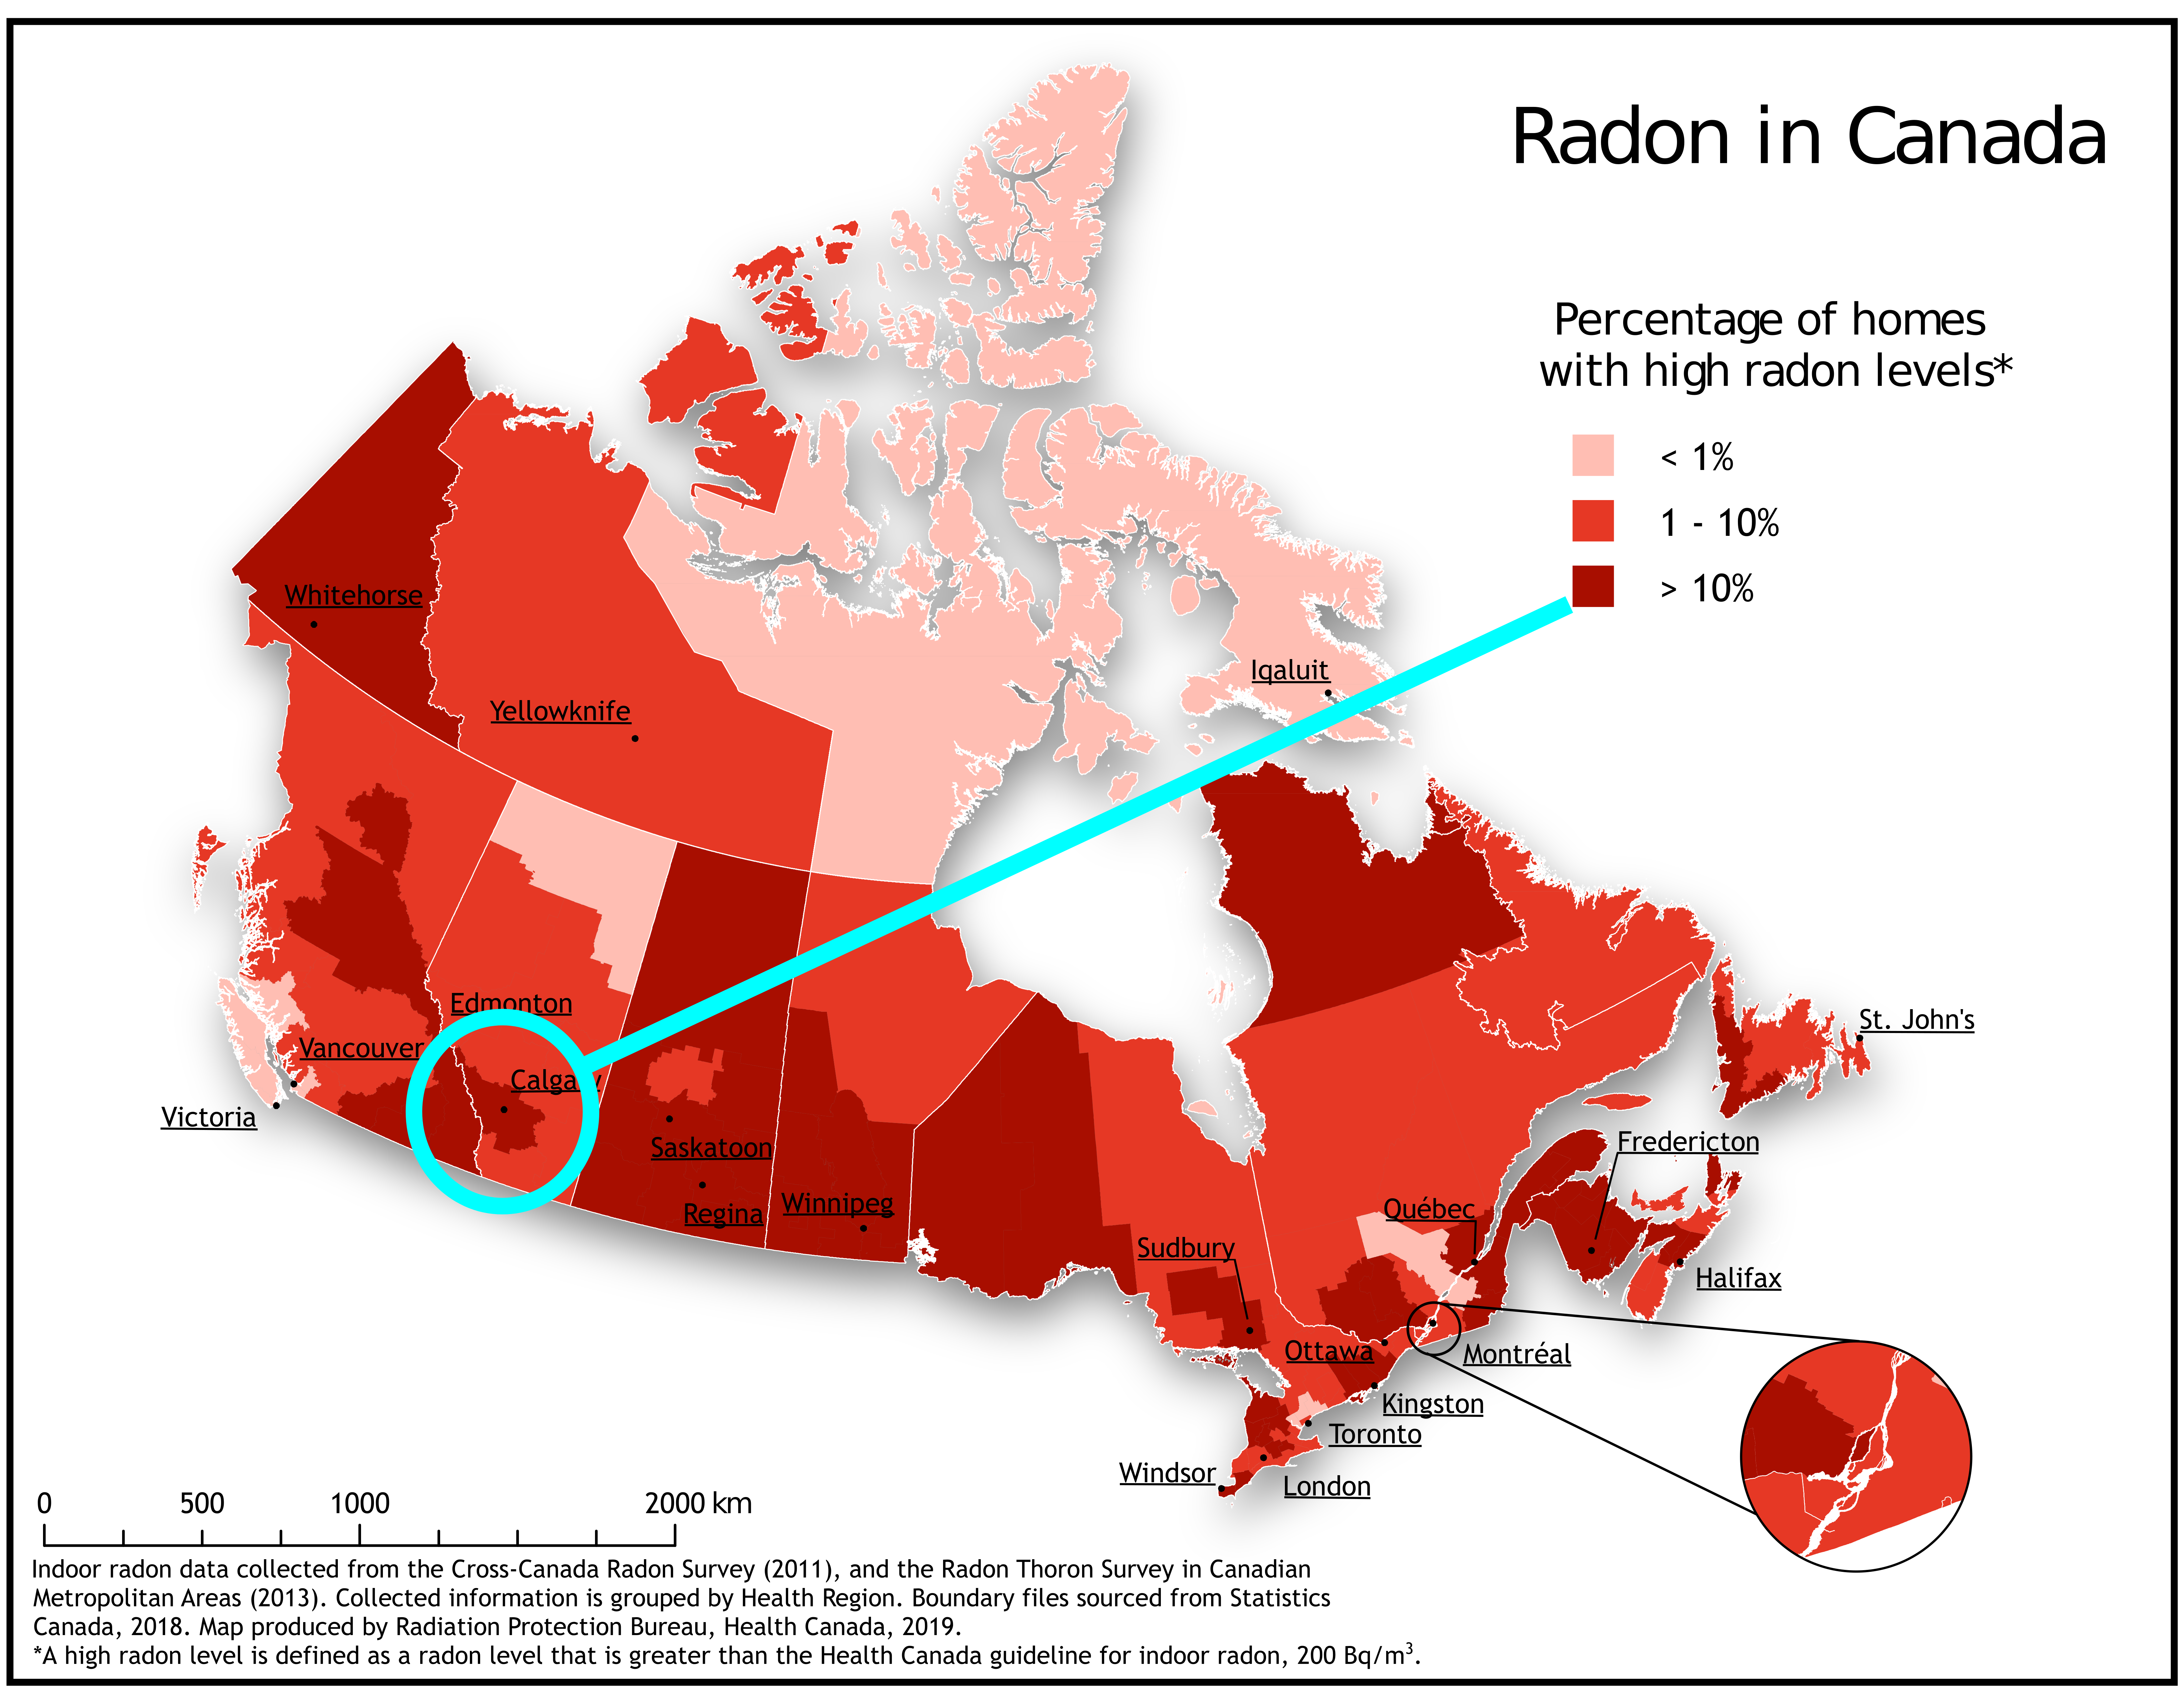 Radon in Canada
Percentage of homes
with high radon levels*
< 1%
1 - 10%
> 10%
Whitehorse
Yellowknife
Iqaluit
Edmonton
Vancouver
Calgary
Victoria
Saskatoon
Regina
Winnipeg
St. John's
Fredericton
Québec
Sudbury
Halifax
Ottawa
Montréal
Kingston
Toronto
Windsor
London
0 500 1000 2000 km
Indoor radon data collected from the Cross-Canada Radon Survey (2011), and the Radon Thoron Survey in Canadian
Metropolitan Areas (2013). Collected information is grouped by Health Region. Boundary files sourced from Statistics
Canada, 2018. Map produced by Radiation Protection Bureau, Health Canada, 2019.
*A high radon level is defined as a radon level that is greater than the Health Canada guideline for indoor radon, 200 Bq/m³.